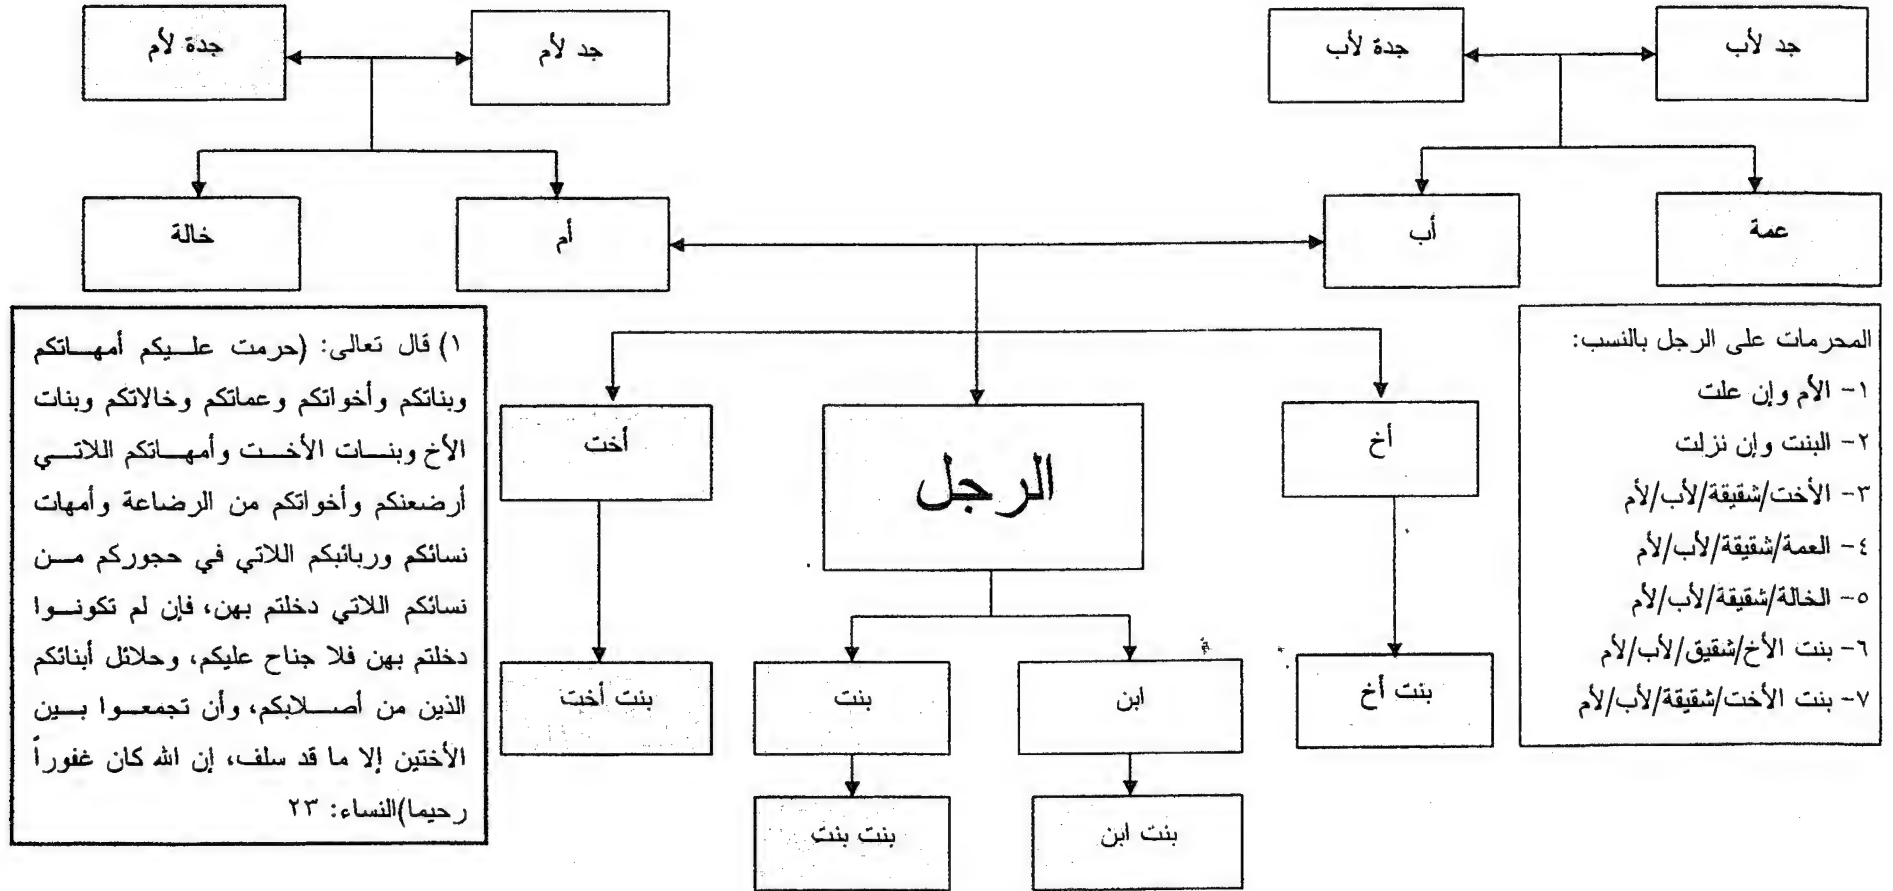 جد لأب
جدة لأب
جد لأم
جدة لأم
عمة
أب
أم
خالة
المحرمات على الرجل بالنسب:
١- الأم وإن علت
٢- البنت وإن نزلت
٣- الأخت/شقيقة/لأب/لأم
٤- العمة/شقيقة/لأب/لأم
٥- الخالة/شقيقة/لأب/لأم
٦- بنت الأخ/شقيق/لأب/لأم
٧- بنت الأخت/شقيقة/لأب/لأم
أخ
الرجل
أخت
بنت أخ
ابن
بنت
بنت أخت
بنت ابن
بنت بنت
١) قال تعالى: (حرمت عليكم أمهاتكم
وبناتكم وأخواتكم وعماتكم وخالاتكم وبنات
الأخ وبنات الأخت وأمهاتكم اللاتي
أرضعنكم وأخواتكم من الرضاعة وأمهات
نسائكم وربائبكم اللاتي في حجوركم من
نسائكم اللاتي دخلتم بهن، فإن لم تكونوا
دخلتم بهن فلا جناح عليكم، وحلائل أبنائكم
الذين من أصلابكم، وأن تجمعوا بين
الأختين إلا ما قد سلف، إن الله كان غفوراً
رحيما)النساء: ٢٣